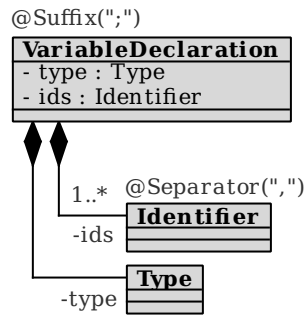 @Suffix(";")
VariableDeclaration
- type : Type
- ids : Identifier
1..* @Separator(",")
Identifier
-ids
Type
-type